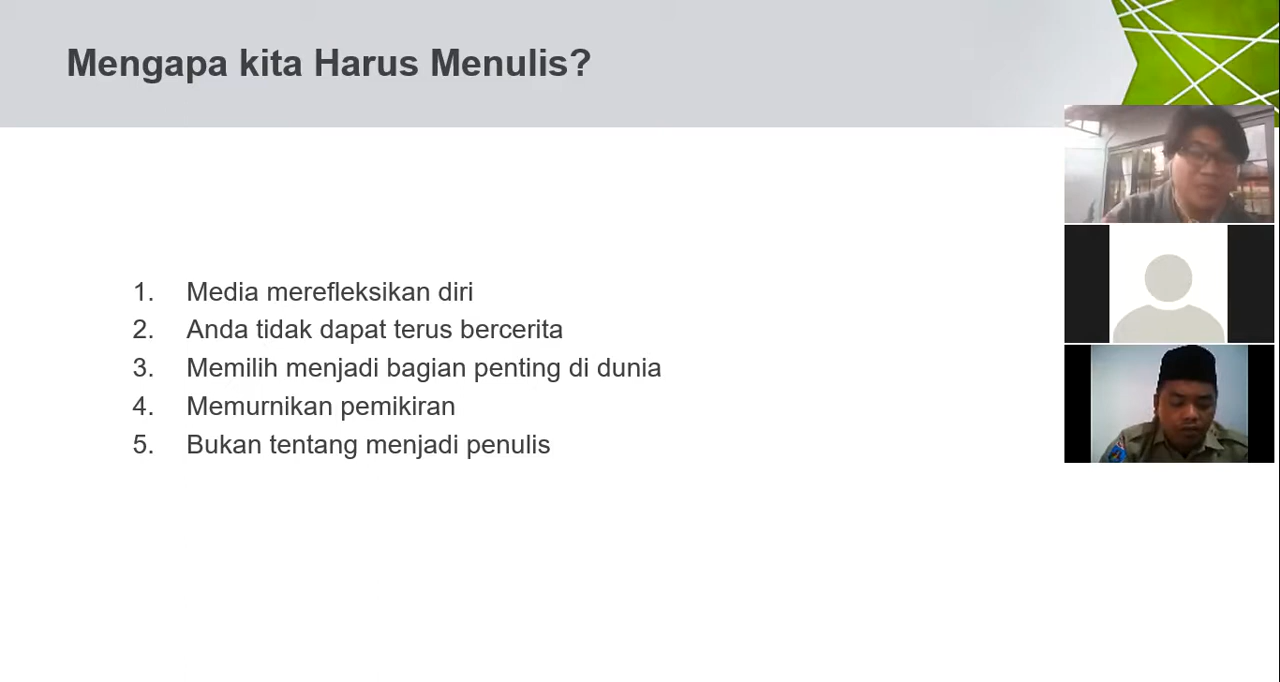 Mengapa kita Harus Menulis?
1. Media merefleksikan diri
2. Anda tidak dapat terus bercerita
3. Memilih menjadi bagian penting di dunia
4. Memurnikan pemikiran
5. Bukan tentang menjadi penulis